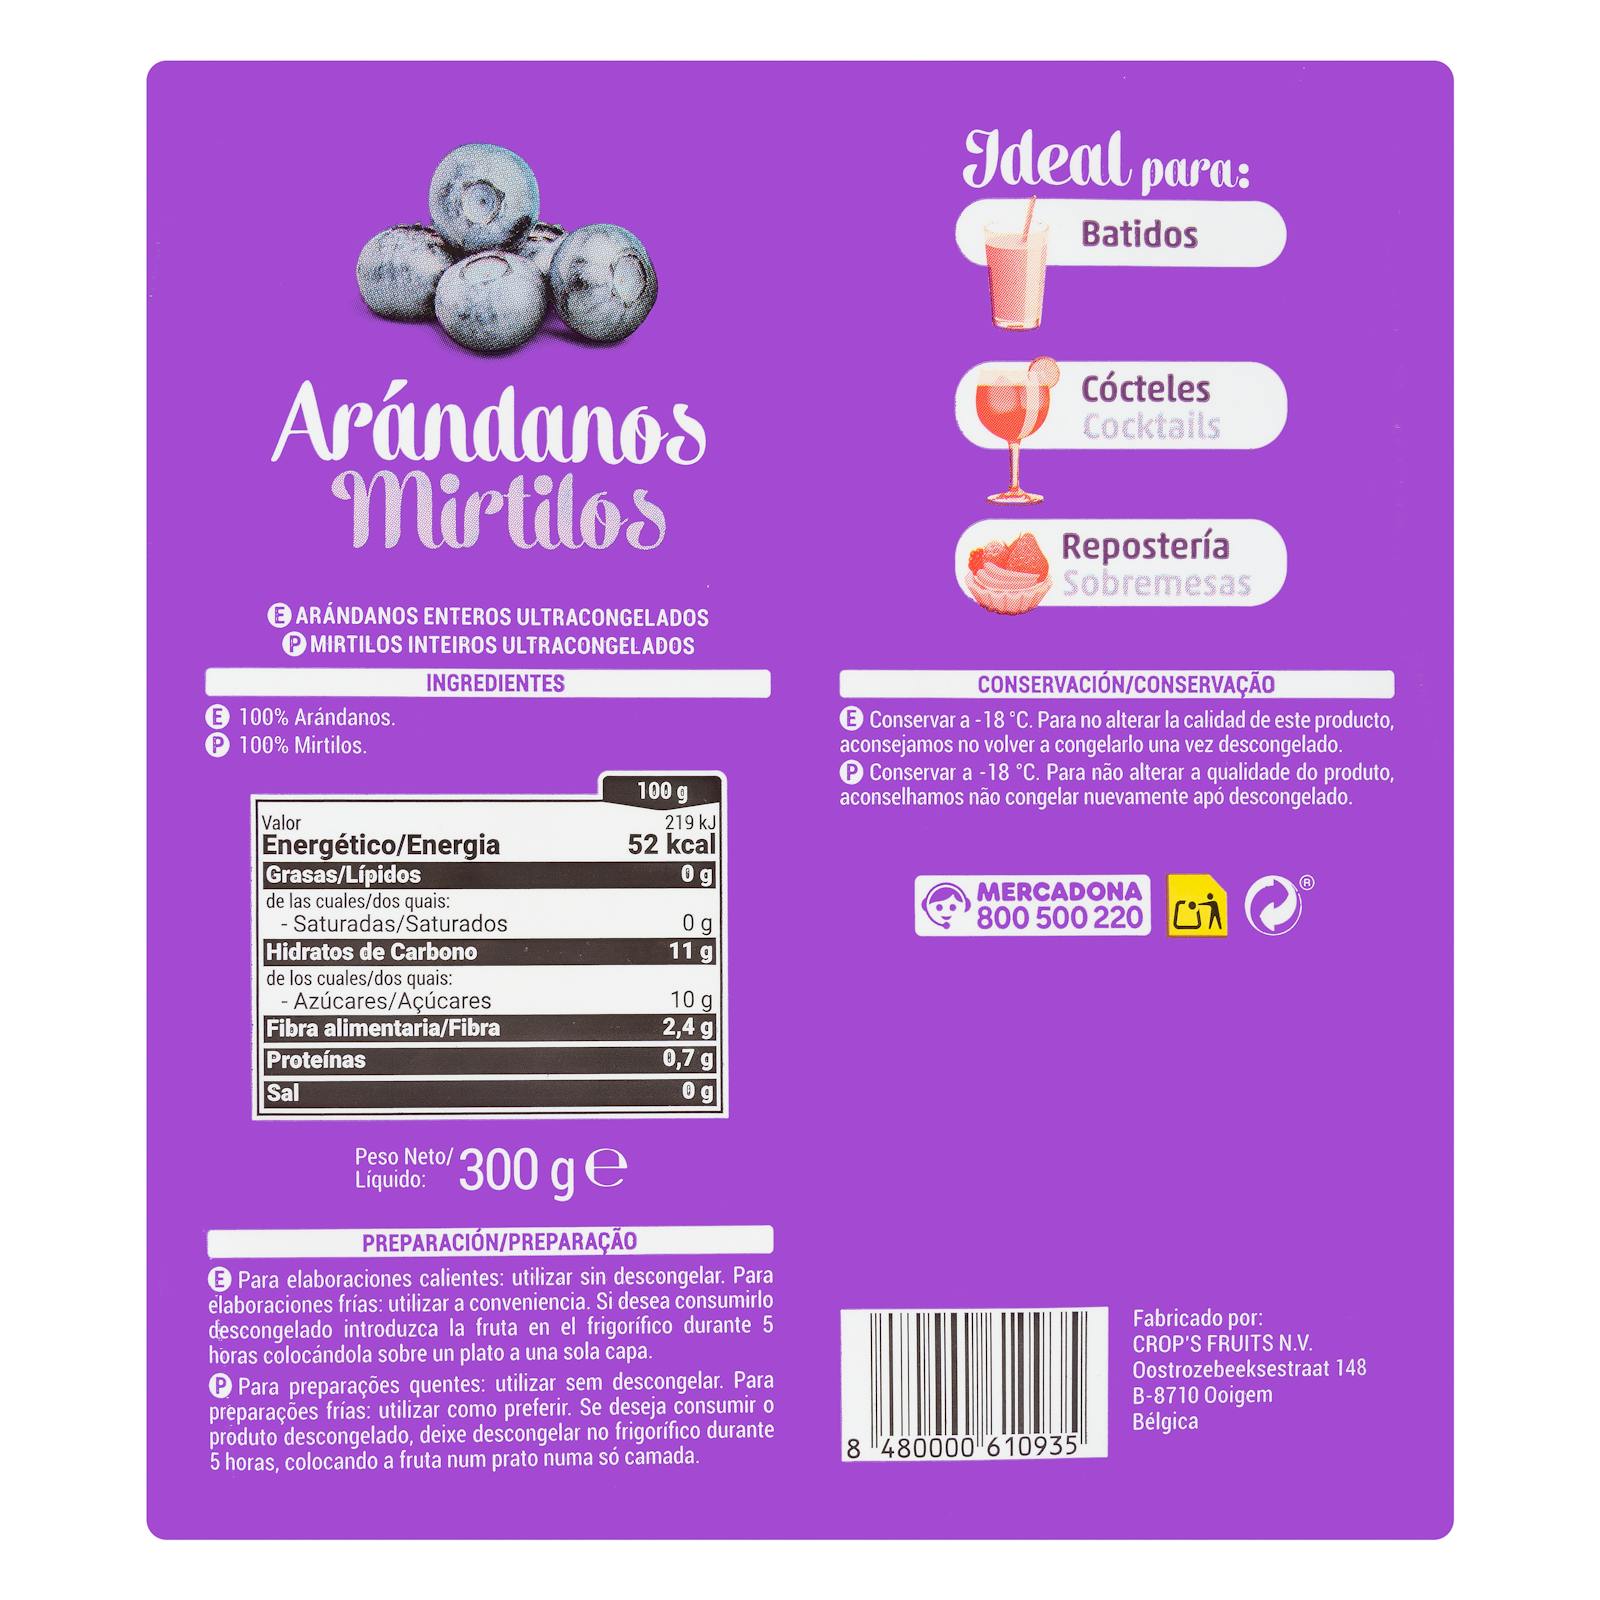 Arándanos
Mirtilos
E ARÁNDANOS ENTEROS ULTRACONGELADOS
P MIRTILOS INTEIROS ULTRACONGELADOS
INGREDIENTES
E 100% Arándanos.
P 100% Mirtilos.
100 g
Valor 219 kJ
Energético/Energia 52 kcal
Grasas/Lípidos 0 g
de las cuales/dos quais:
- Saturadas/Saturados 0 g
Hidratos de Carbono 11 g
de los cuales/dos quais:
- Azúcares/Açúcares 10 g
Fibra alimentaria/Fibra 2,4 g
Proteínas 0,7 g
Sal 0 g
Peso Neto/
Líquido: 300 g e
PREPARACIÓN/PREPARAÇÃO
E Para elaboraciones calientes: utilizar sin descongelar. Para
elaboraciones frías: utilizar a conveniencia. Si desea consumirlo
descongelado introduzca la fruta en el frigorífico durante 5
horas colocándola sobre un plato a una sola capa.
P Para preparações quentes: utilizar sem descongelar. Para
preparações frías: utilizar como preferir. Se deseja consumir o
produto descongelado, deixe descongelar no frigorífico durante
5 horas, colocando a fruta num prato numa só camada.
Ideal para:
Batidos
Cócteles
Cocktails
Repostería
Sobremesas
CONSERVACIÓN/CONSERVAÇÃO
E Conservar a -18 °C. Para no alterar la calidad de este producto,
aconsejamos no volver a congelarlo una vez descongelado.
P Conservar a -18 °C. Para não alterar a qualidade do produto,
aconselhamos não congelar nuevamente apó descongelado.
MERCADONA
800 500 220
®
8 480000 610935
Fabricado por:
CROP'S FRUITS N.V.
Oostrozebeeksestraat 148
B-8710 Ooigem
Bélgica